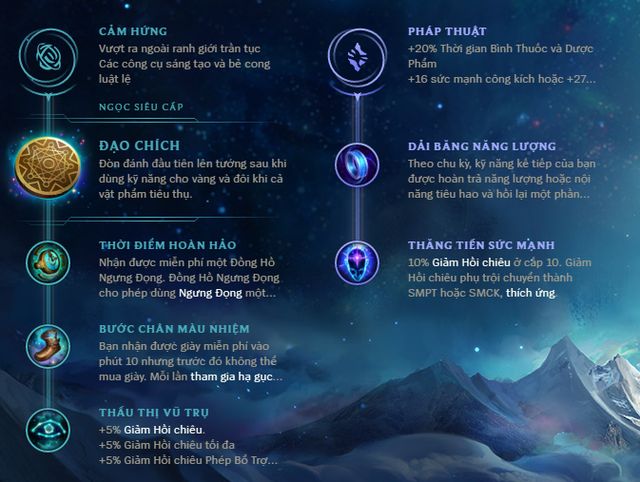 CẢM HỨNG
Vượt ra ngoài ranh giới trần tục
Các công cụ sáng tạo và bẻ cong
luật lệ
NGỌC SIÊU CẤP
ĐẠO CHÍCH
Đòn đánh đầu tiên lên tướng sau khi
dùng kỹ năng cho vàng và đôi khi cả
vật phẩm tiêu thụ.
THỜI ĐIỂM HOÀN HẢO
Nhận được miễn phí một Đồng Hồ
Ngưng Đọng. Đồng Hồ Ngưng Đọng
cho phép dùng Ngưng Đọng một...
BƯỚC CHÂN MÀU NHIỆM
Bạn nhận được giày miễn phí vào
phút 10 nhưng trước đó không thể
mua giày. Mỗi lần tham gia hạ gục...
THẤU THỊ VŨ TRỤ
+5% Giảm Hồi chiêu.
+5% Giảm Hồi chiêu tối đa
+5% Giảm Hồi chiêu Phép Bổ Trợ...
PHÁP THUẬT
+20% Thời gian Bình Thuốc và Dược
Phẩm
+16 sức mạnh công kích hoặc +27...
DẢI BĂNG NĂNG LƯỢNG
Theo chu kỳ, kỹ năng kế tiếp của bạn
được hoàn trả năng lượng hoặc nội
năng tiêu hao và hồi lại một phần...
THĂNG TIẾN SỨC MẠNH
10% Giảm Hồi chiêu ở cấp 10. Giảm
Hồi chiêu phụ trội chuyển thành
SMPT hoặc SMCK, thích ứng.